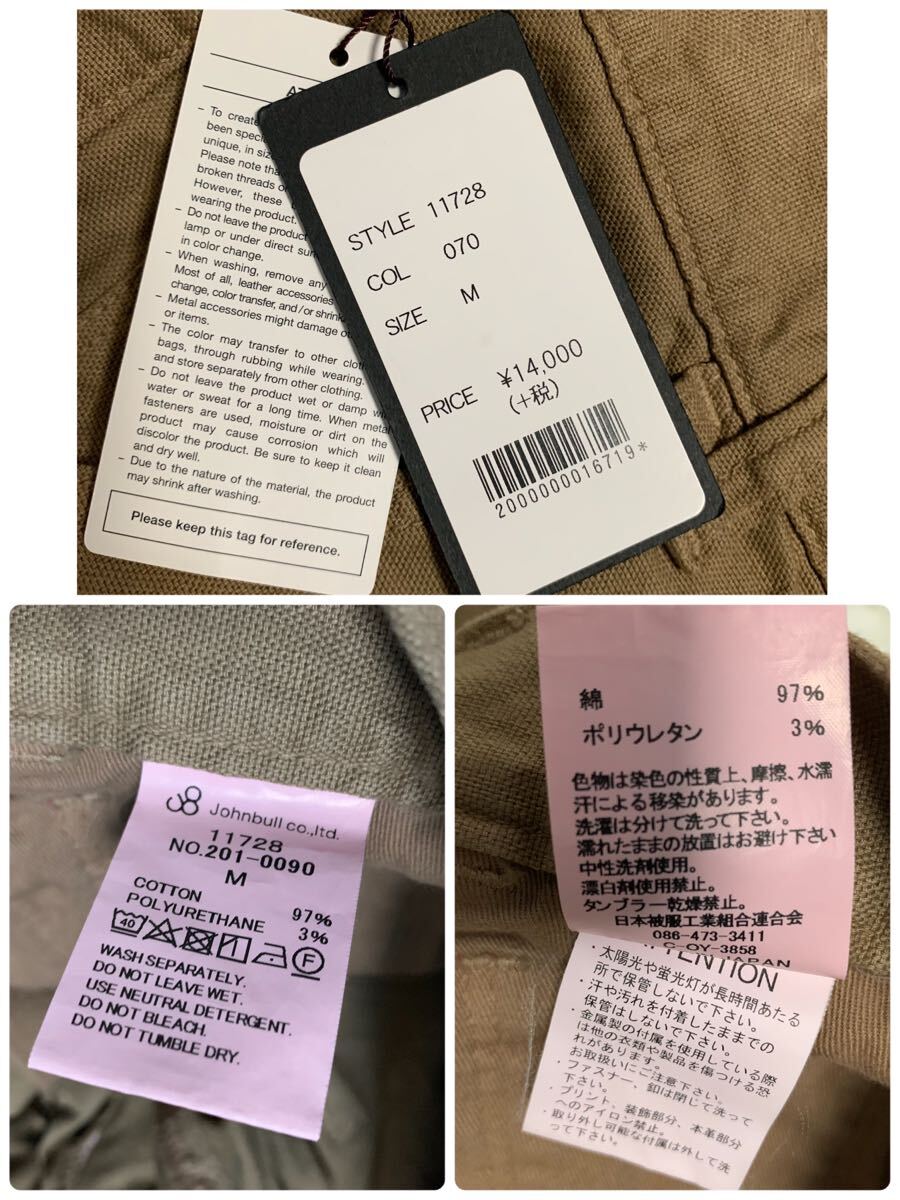 - To create
been speci
unique, in siz
Please note tha
broken threads o
However, these
wearing the product.
- Do not leave the product
lamp or under direct sun
in color change.
- When washing, remove any
Most of all, leather accessories
change, color transfer, and / or shrink
- Metal accessories might damage o
or items.
- The color may transfer to other cloth
bags, through rubbing while wearing.
and store separately from other clothing.
- Do not leave the product wet or damp wi
water or sweat for a long time. When metal
fasteners are used, moisture or dirt on the
product may cause corrosion which will
discolor the product. Be sure to keep it clean
and dry well.
- Due to the nature of the material, the product
may shrink after washing.
Please keep this tag for reference.
STYLE 11728
COL 070
SIZE M
PRICE ¥14,000
(+税)
2000000016719*
Johnbull co.,ltd.
11728
NO.201-0090
M
COTTON 97%
POLYURETHANE 3%
40 F
WASH SEPARATELY.
DO NOT LEAVE WET.
USE NEUTRAL DETERGENT.
DO NOT BLEACH.
DO NOT TUMBLE DRY.
綿 97%
ポリウレタン 3%
色物は染色の性質上、摩擦、水濡
汗による移染があります。
洗濯は分けて洗って下さい。
濡れたままの放置はお避け下さい
中性洗剤使用。
漂白剤使用禁止。
タンブラー乾燥禁止。
日本被服工業組合連合会
086-473-3411
C-OY-3858
JAPAN
TENTION
・太陽光や蛍光灯が長時間あたる
所で保管しないで下さい。
・汗や汚れを付着したままでの
保管はしないで下さい。
・金属製の付属を使用している際
は他の衣類や製品を傷つける恐
れがあります。
お取扱いにご注意下さい。
・ファスナー、釦は閉じて洗って
下さい。
・プリント、装飾部分、本革部分
へのアイロン禁止。
・取り外し可能な付属は外して洗
って下さい。